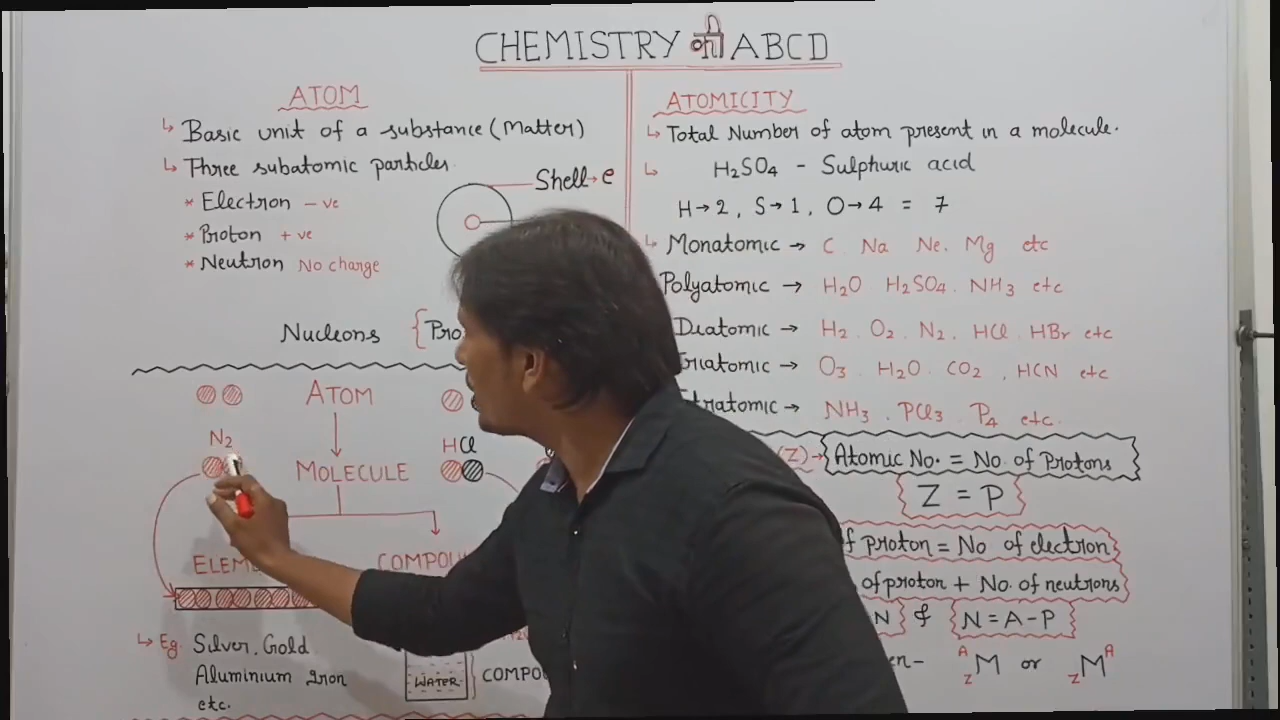 CHEMISTRY की ABCD
ATOM
↳ Basic unit of a substance (Matter)
↳ Three subatomic particles.
* Electron -ve
* Proton +ve
* Neutron No charge
Shell → e
Nucleons {
ATOM
N2
HCl
MOLECULE
↳ Eg. Silver, Gold
Aluminium Iron
etc.
WATER
ATOMICITY
↳ Total Number of atom present in a molecule.
↳ H2SO4 - Sulphuric acid
H→2, S→1, O→4 = 7
↳ Monatomic → C Na Ne. Mg etc
Polyatomic → H2O H2SO4. NH3 etc
Diatomic → H2. O2. N2. HCl. HBr etc
Triatomic → O3. H2O. CO2, HCN etc
NH3. PCl3. P4 etc.
(Z) → Atomic No. = No. of Protons
Z = P
of proton = No of electron
of proton + No. of neutrons
N & N = A - P
A Z M or Z M A